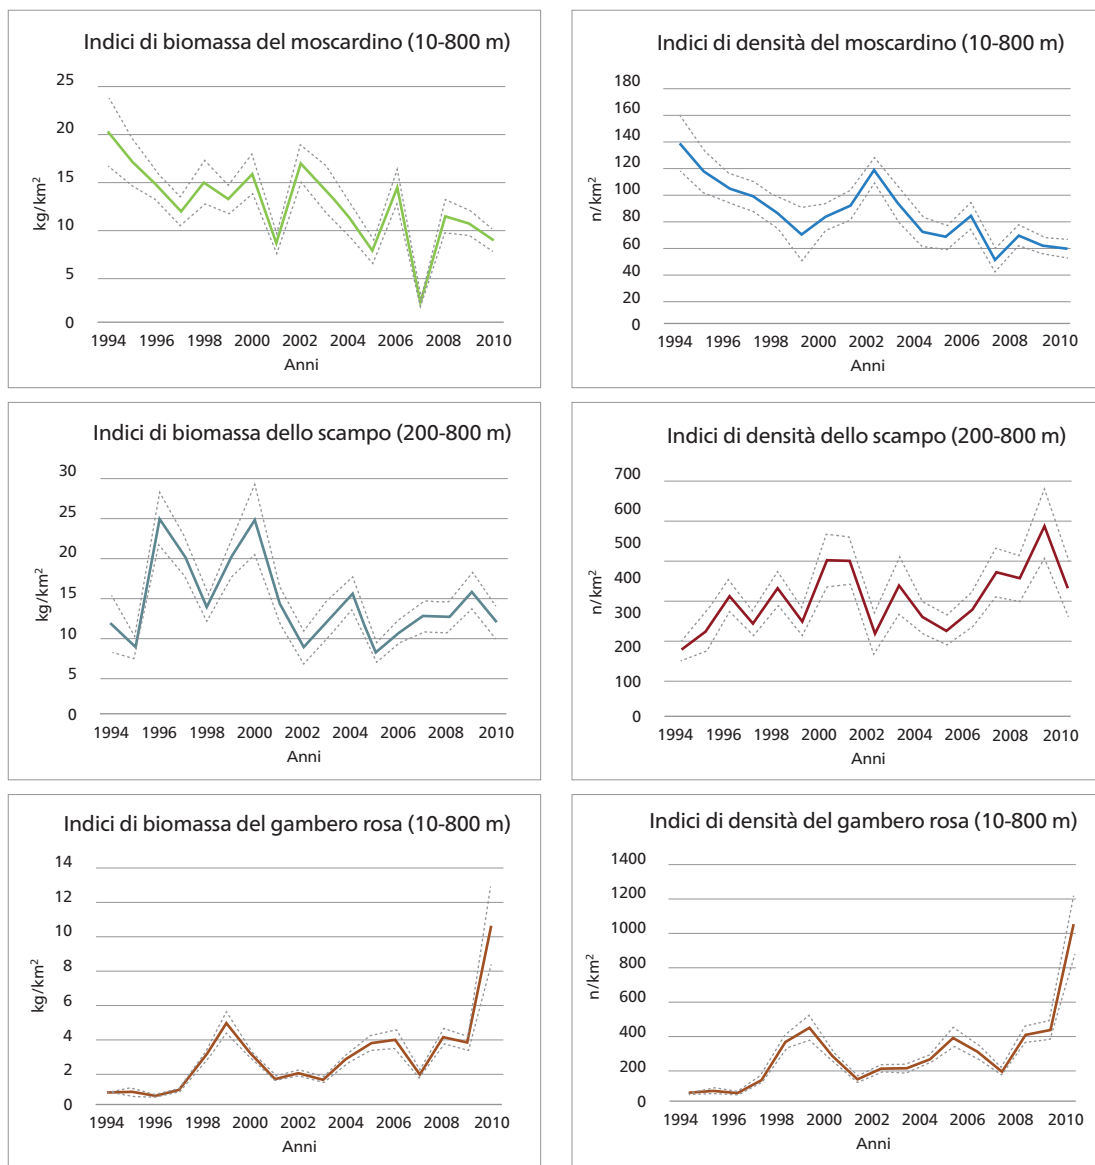 Indici di biomassa del moscardino (10-800 m)
kg/km²
25
20
15
10
5
0
1994 1996 1998 2000 2002 2004 2006 2008 2010
Anni
Indici di densità del moscardino (10-800 m)
n/km²
180
160
140
120
100
80
60
40
20
0
1994 1996 1998 2000 2002 2004 2006 2008 2010
Anni
Indici di biomassa dello scampo (200-800 m)
kg/km²
30
25
20
15
10
5
0
1994 1996 1998 2000 2002 2004 2006 2008 2010
Anni
Indici di densità dello scampo (200-800 m)
n/km²
700
600
500
400
300
200
100
0
1994 1996 1998 2000 2002 2004 2006 2008 2010
Anni
Indici di biomassa del gambero rosa (10-800 m)
kg/km²
14
12
10
8
6
4
2
0
1994 1996 1998 2000 2002 2004 2006 2008 2010
Anni
Indici di densità del gambero rosa (10-800 m)
n/km²
1400
1200
1000
800
600
400
200
0
1994 1996 1998 2000 2002 2004 2006 2008 2010
Anni